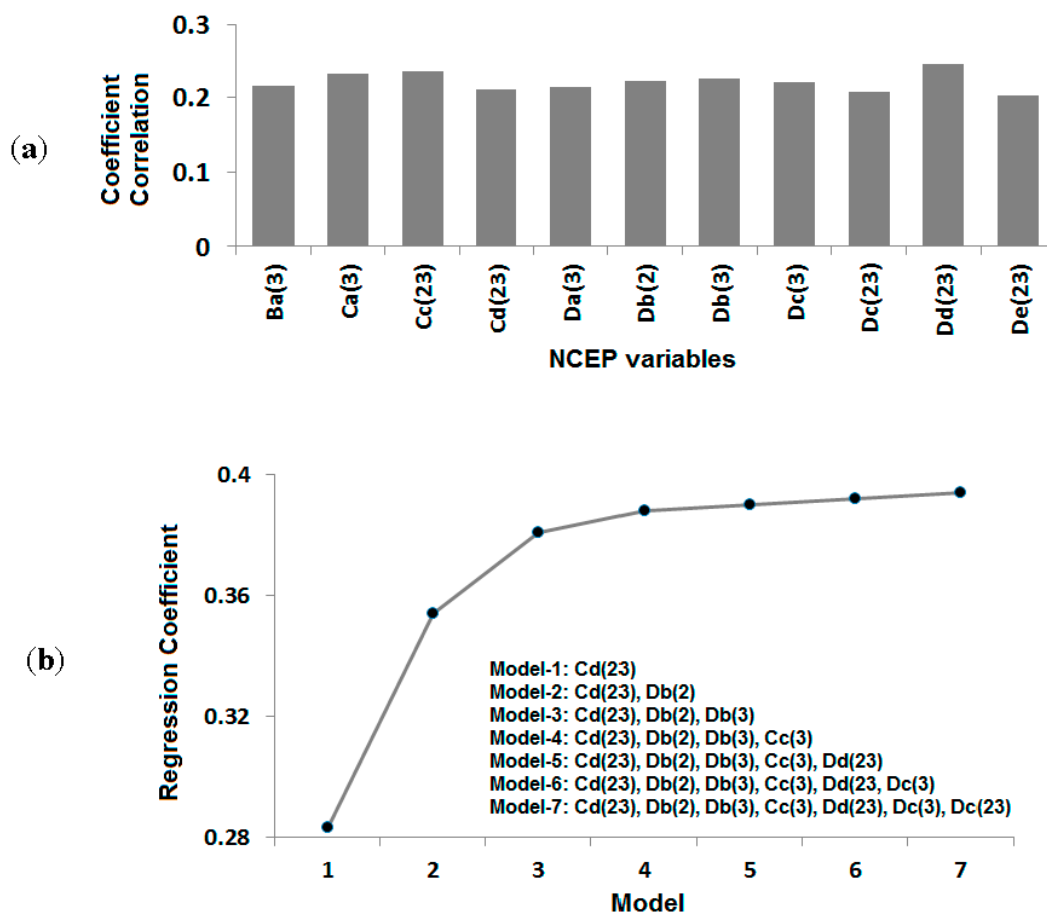 (a)
Coefficient
Correlation
0.3
0.2
0.1
0
Ba(3)
Ca(3)
Cc(23)
Cd(23)
Da(3)
Db(2)
Db(3)
Dc(3)
Dc(23)
Dd(23)
De(23)
NCEP variables
(b)
Regression Coefficient
0.4
0.36
0.32
0.28
Model-1: Cd(23)
Model-2: Cd(23), Db(2)
Model-3: Cd(23), Db(2), Db(3)
Model-4: Cd(23), Db(2), Db(3), Cc(3)
Model-5: Cd(23), Db(2), Db(3), Cc(3), Dd(23)
Model-6: Cd(23), Db(2), Db(3), Cc(3), Dd(23, Dc(3)
Model-7: Cd(23), Db(2), Db(3), Cc(3), Dd(23), Dc(3), Dc(23)
1 2 3 4 5 6 7
Model